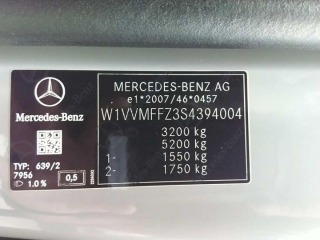 Mercedes-Benz
MERCEDES-BENZ AG
e1*2007/46*0457
W1VVMFFZ3S4394004
3200 kg
5200 kg
1- 1550 kg
2- 1750 kg
TYP: 639/2
7956
1.0 % 0,5